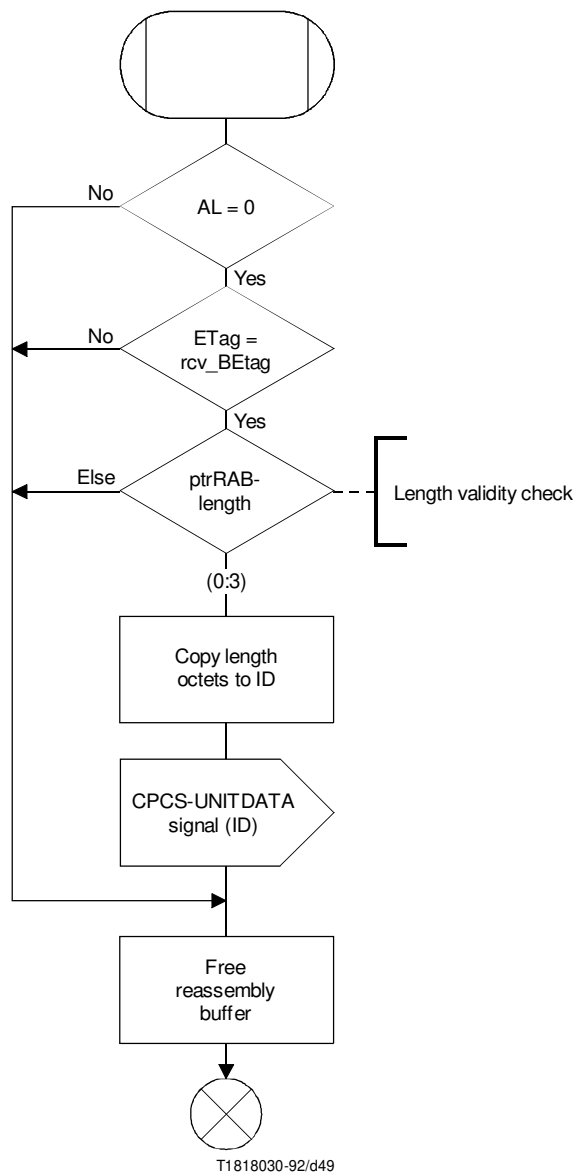 AL = 0
No
Yes
ETag =
rcv_BEtag
No
Yes
ptrRAB-
length
Else
Length validity check
(0:3)
Copy length
octets to ID
CPCS-UNITDATA
signal (ID)
Free
reassembly
buffer
T1818030-92/d49